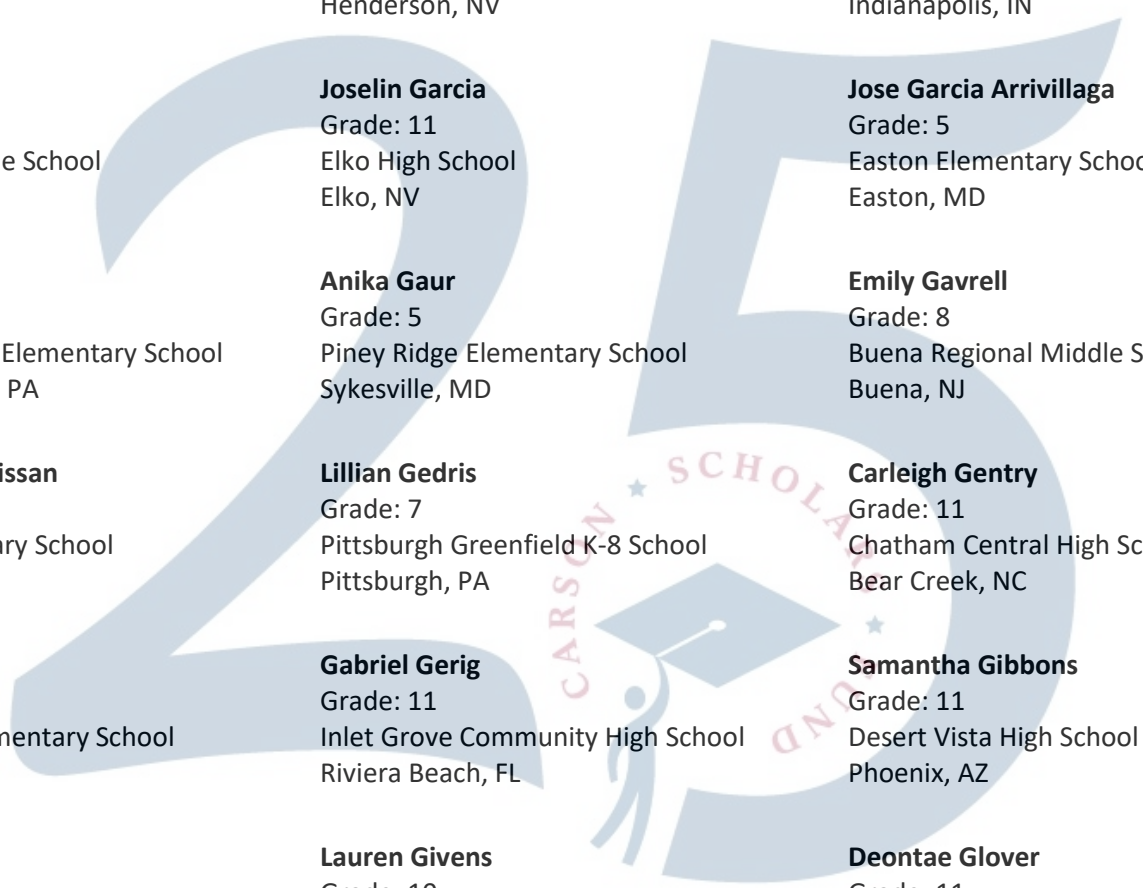 Henderson, NV
Indianapolis, IN
Joselin Garcia
Grade: 11
Elko High School
Elko, NV
Jose Garcia Arrivillaga
Grade: 5
Easton Elementary School
Easton, MD
e School
Anika Gaur
Grade: 5
Piney Ridge Elementary School
Sykesville, MD
Emily Gavrell
Grade: 8
Buena Regional Middle S
Buena, NJ
Elementary School
PA
Lillian Gedris
Grade: 7
Pittsburgh Greenfield K-8 School
Pittsburgh, PA
Carleigh Gentry
Grade: 11
Chatham Central High Sc
Bear Creek, NC
issan
ary School
Gabriel Gerig
Grade: 11
Inlet Grove Community High School
Riviera Beach, FL
Samantha Gibbons
Grade: 11
Desert Vista High School
Phoenix, AZ
mentary School
Lauren Givens
Grade: 10
Deontae Glover
Grade: 11
25
CARSON ★ SCHOLARS ★ FUND